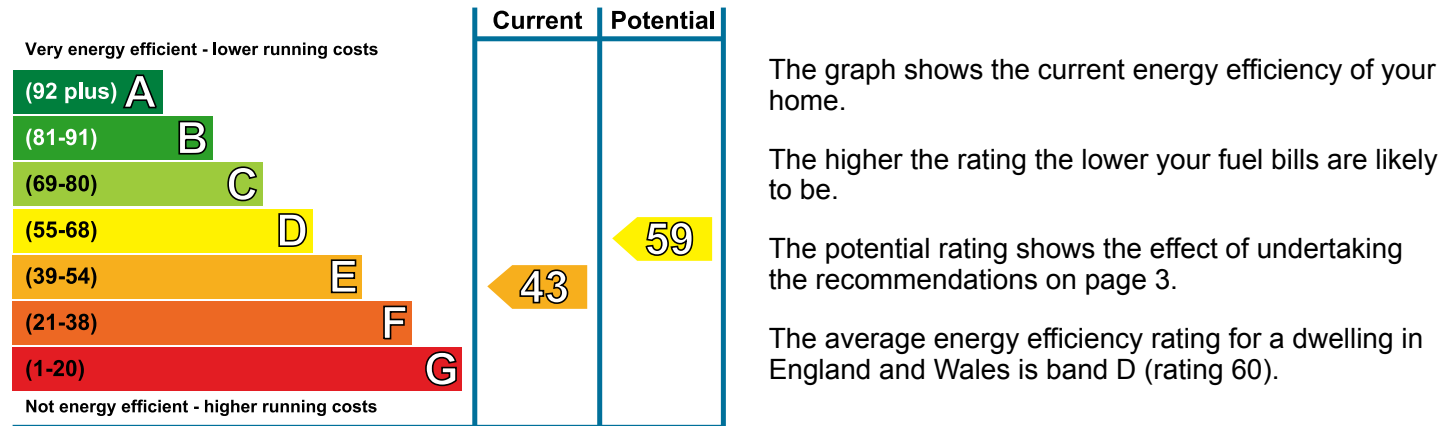 Current Potential
Very energy efficient - lower running costs
(92 plus) A
(81-91) B
(69-80) C
(55-68) D
(39-54) E
(21-38) F
(1-20) G
Not energy efficient - higher running costs
43
59
The graph shows the current energy efficiency of your
home.
The higher the rating the lower your fuel bills are likely
to be.
The potential rating shows the effect of undertaking
the recommendations on page 3.
The average energy efficiency rating for a dwelling in
England and Wales is band D (rating 60).